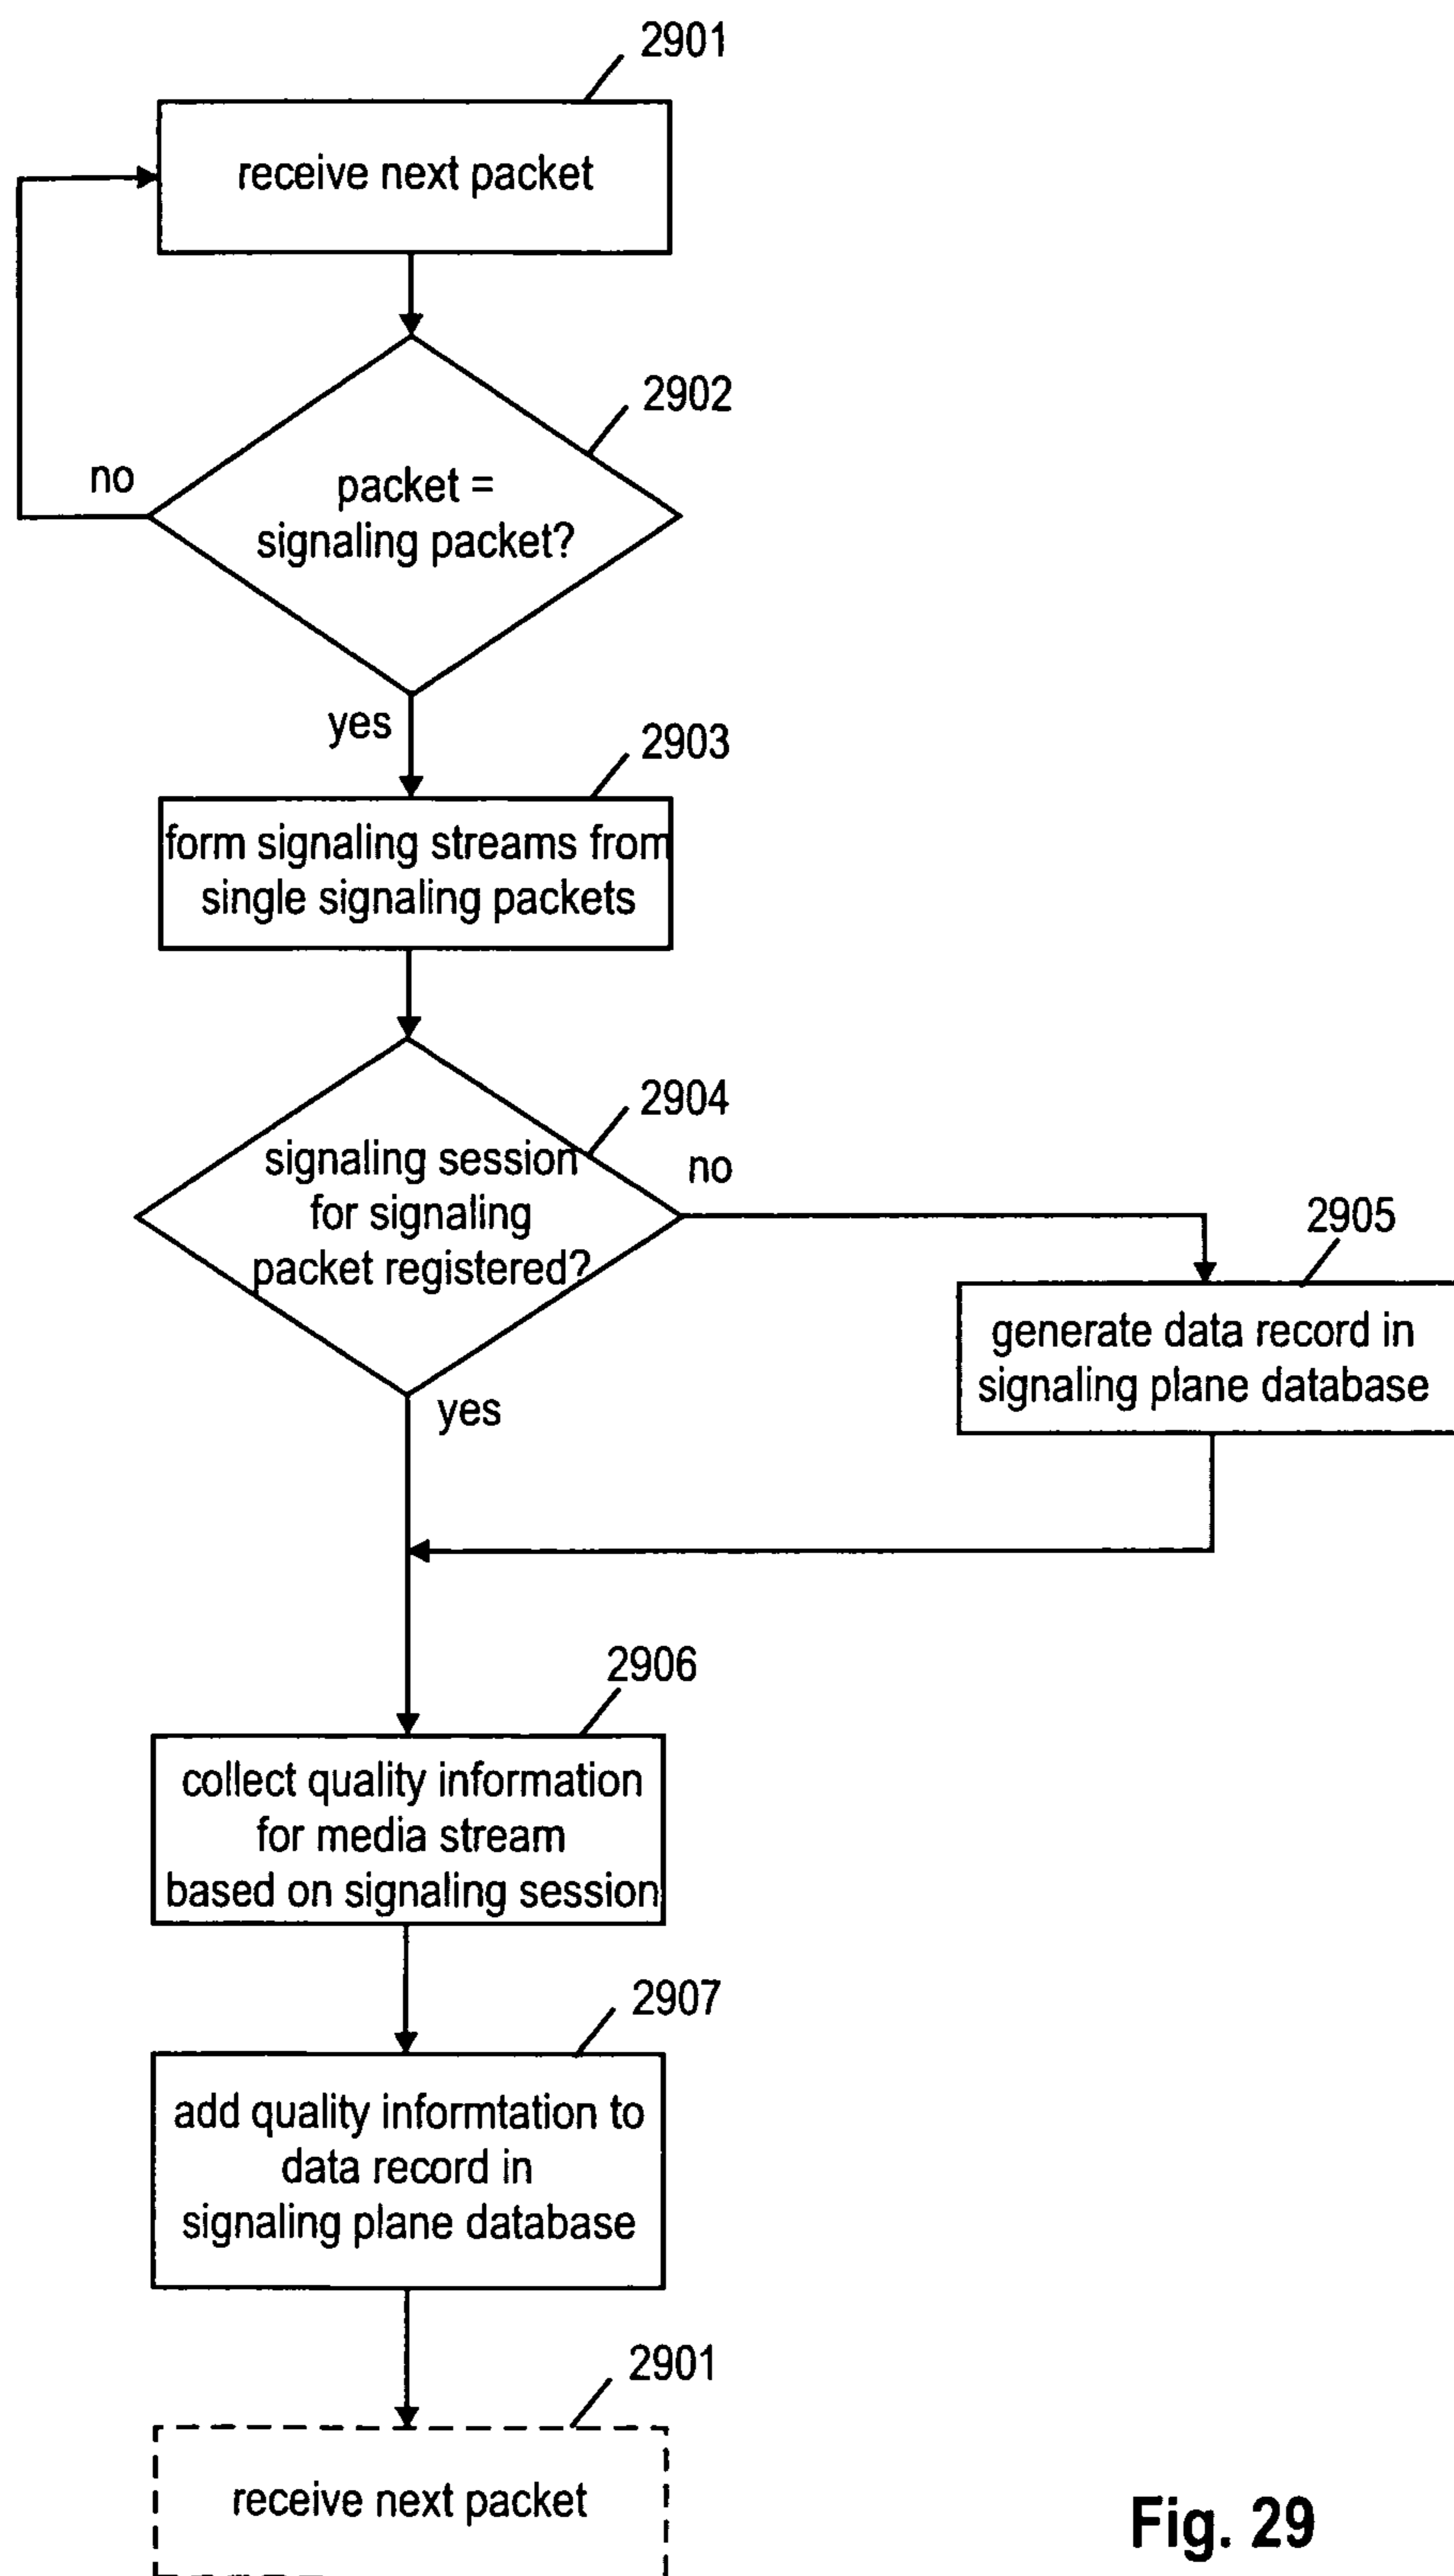 2901
receive next packet
2902
no
packet =
signaling packet?
yes
2903
form signaling streams from
single signaling packets
2904
signaling session
for signaling
packet registered?
no
2905
generate data record in
signaling plane database
yes
2906
collect quality information
for media stream
based on signaling session
2907
add quality informtation to
data record in
signaling plane database
2901
receive next packet
Fig. 29